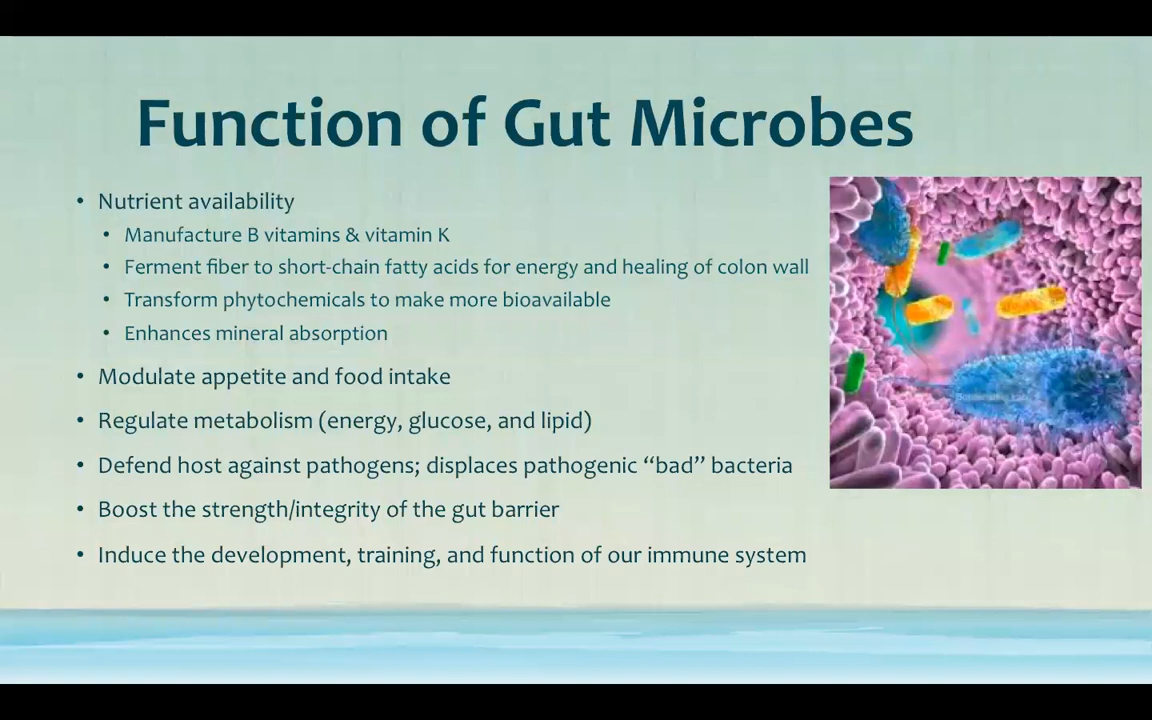 Function of Gut Microbes
• Nutrient availability
• Manufacture B vitamins & vitamin K
• Ferment fiber to short-chain fatty acids for energy and healing of colon wall
• Transform phytochemicals to make more bioavailable
• Enhances mineral absorption
• Modulate appetite and food intake
• Regulate metabolism (energy, glucose, and lipid)
• Defend host against pathogens; displaces pathogenic “bad” bacteria
• Boost the strength/integrity of the gut barrier
• Induce the development, training, and function of our immune system